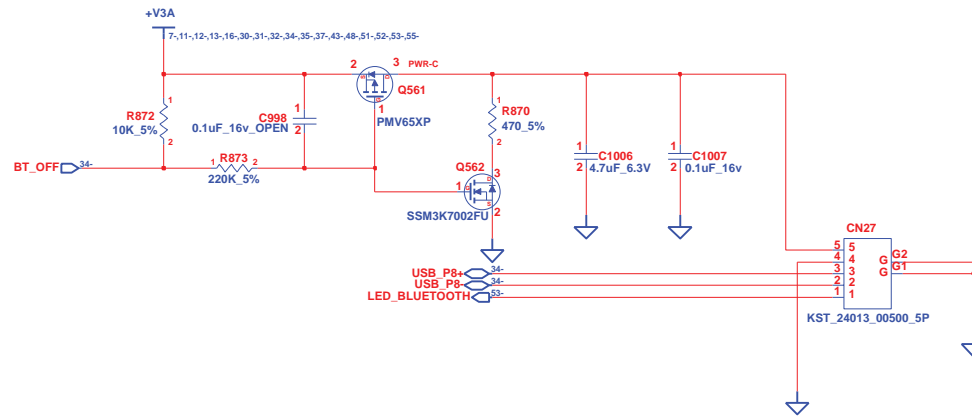 +V3A
7-,11-,12-,13-,16-,30-,31-,32-,34-,35-,37-,43-,48-,51-,52-,53-,55-
2
3 PWR-C
S
D
G
Q561
1
PMV65XP
1
R872
10K_5%
2
1
C998
0.1uF_16v_OPEN
2
1
R870
470_5%
2
BT_OFF 34-
1 R873 2
220K_5%
Q562
3
1
G
D
S
2
SSM3K7002FU
1
C1006
2 4.7uF_6.3V
1
C1007
2 0.1uF_16v
CN27
5 5
4 4
3 3
2 2
1 1
G G2
G G1
KST_24013_00500_5P
USB_P8+ 34-
USB_P8- 34-
LED_BLUETOOTH 53-